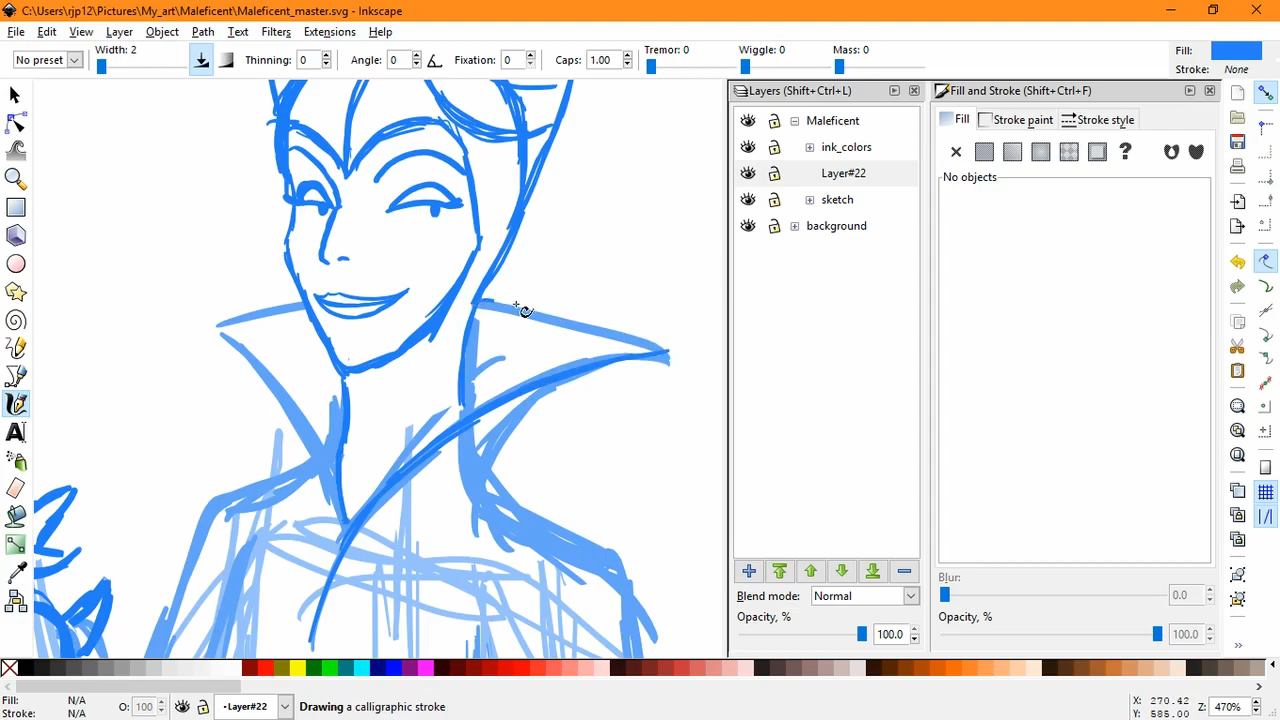 C:\Users\rjp12\Pictures\My_art\Maleficent\Maleficent_master.svg - Inkscape
File Edit View Layer Object Path Text Filters Extensions Help
No preset Width: 2 Thinning: 0 Angle: 0 Fixation: 0 Caps: 1.00 Tremor: 0 Wiggle: 0 Mass: 0 Fill:
Stroke: None
Layers (Shift+Ctrl+L) Fill and Stroke (Shift+Ctrl+F)
Maleficent Fill Stroke paint Stroke style
ink_colors
Layer#22 No objects
sketch
background
Blur: 0.0
Blend mode: Normal
Opacity, % 100.0 Opacity, % 100.0
Fill: N/A O: 100 Layer#22 Drawing a calligraphic stroke X: 270.42 Z: 470%
Stroke: N/A Y: 585.00